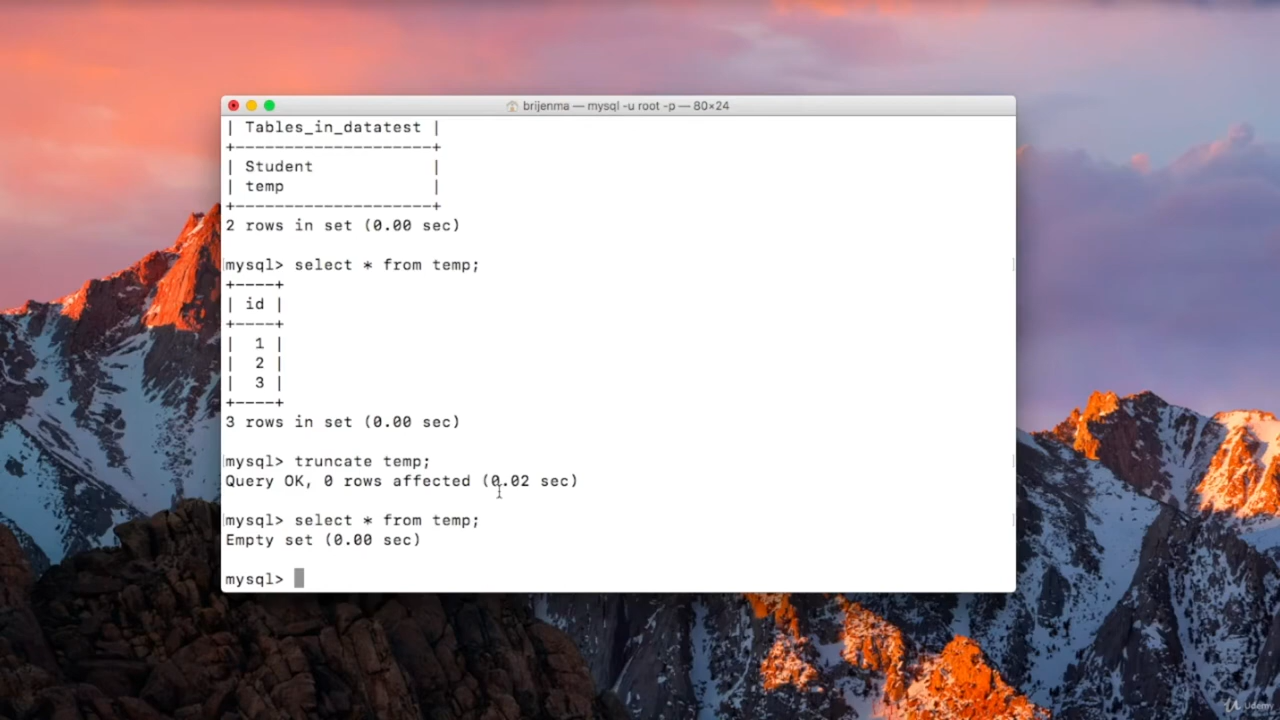 brijenma — mysql -u root -p — 80×24
| Tables_in_datatest |
+--------------------+
| Student            |
| temp               |
+--------------------+
2 rows in set (0.00 sec)
mysql> select * from temp;
+----+
| id |
+----+
|  1 |
|  2 |
|  3 |
+----+
3 rows in set (0.00 sec)
mysql> truncate temp;
Query OK, 0 rows affected (0.02 sec)
mysql> select * from temp;
Empty set (0.00 sec)
mysql>
Udemy